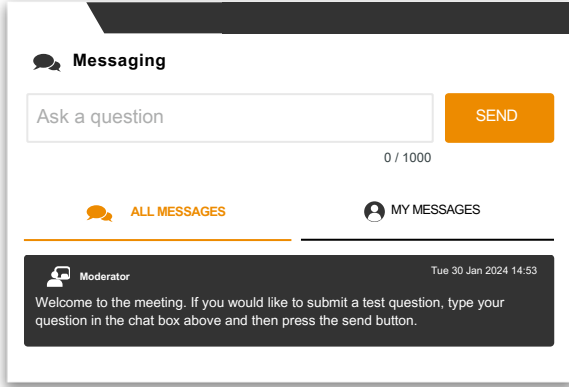 Messaging
Ask a question
SEND
0 / 1000
ALL MESSAGES
MY MESSAGES
Moderator
Tue 30 Jan 2024 14:53
Welcome to the meeting. If you would like to submit a test question, type your
question in the chat box above and then press the send button.